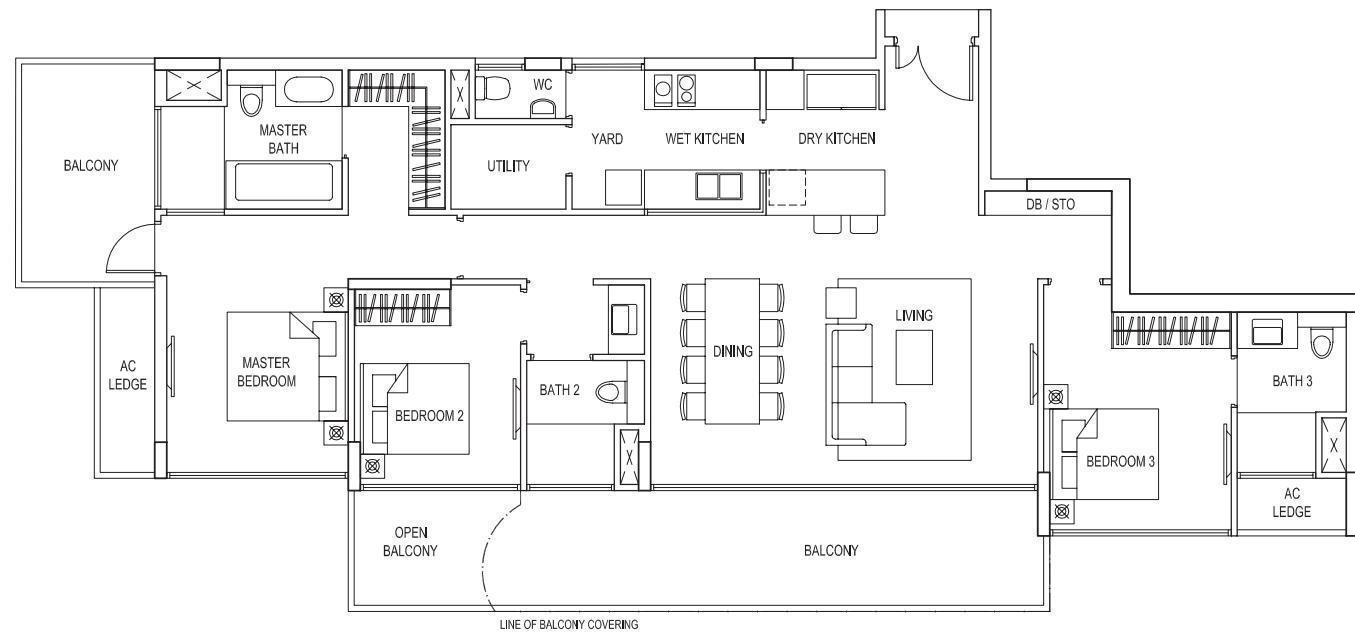 WC
MASTER
BATH
BALCONY
YARD
WET KITCHEN
DRY KITCHEN
UTILITY
DB / STO
LIVING
DINING
AC
LEDGE
MASTER
BEDROOM
BATH 2
BEDROOM 2
BATH 3
BEDROOM 3
AC
LEDGE
OPEN
BALCONY
BALCONY
LINE OF BALCONY COVERING